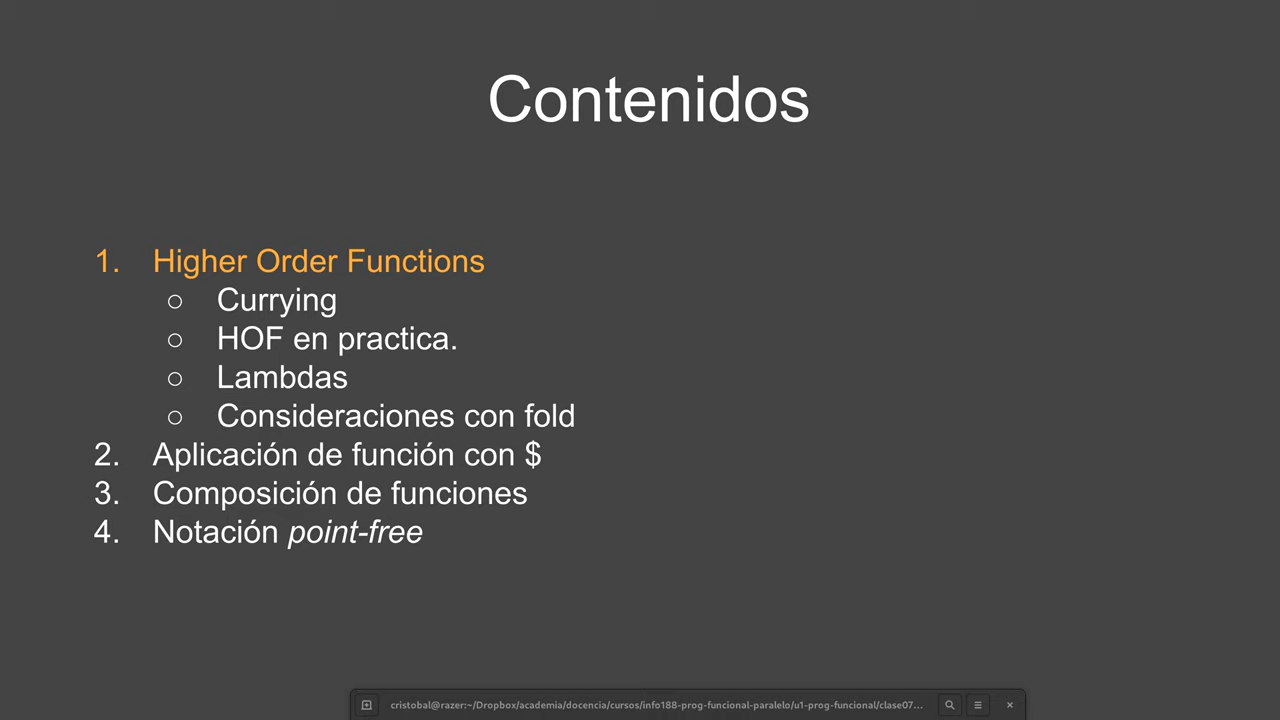 Contenidos
1. Higher Order Functions
○ Currying
○ HOF en practica.
○ Lambdas
○ Consideraciones con fold
2. Aplicación de función con $
3. Composición de funciones
4. Notación point-free
cristobal@razer:~/Dropbox/academia/docencia/cursos/info188-prog-funcional-paralelo/u1-prog-funcional/clase07...